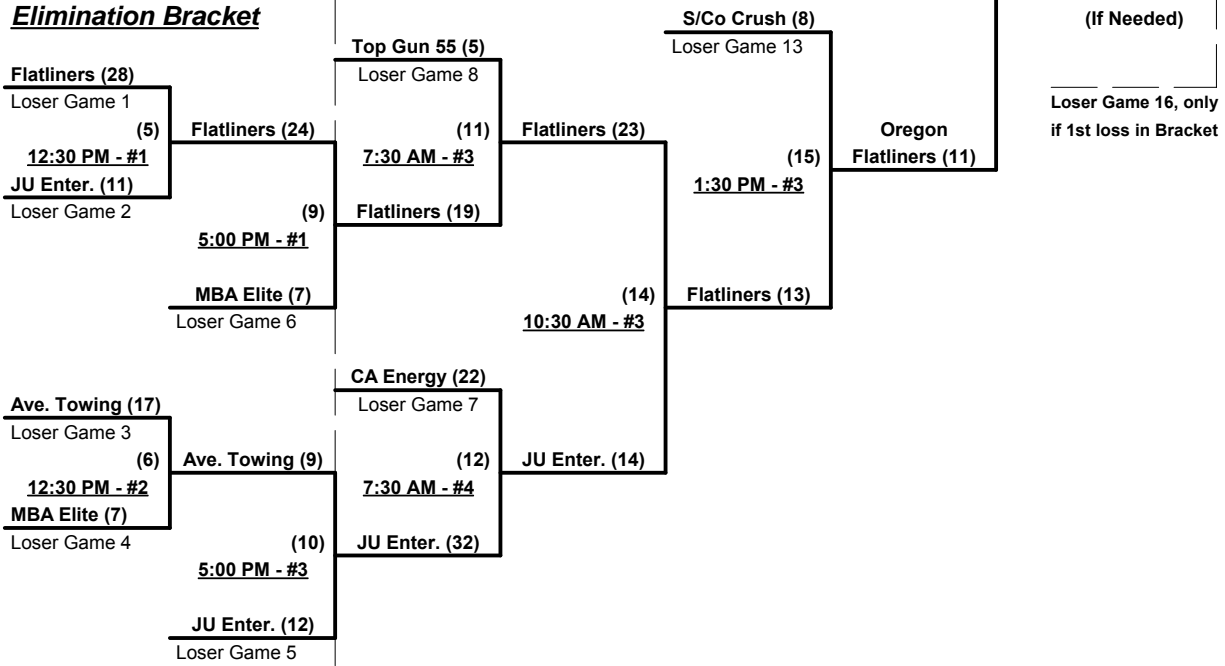 Elimination Bracket
S/Co Crush (8)
(If Needed)
Top Gun 55 (5)
Loser Game 13
Flatliners (28)
Loser Game 8
Loser Game 1
Loser Game 16, only
(5)
Flatliners (24)
(11)
Flatliners (23)
Oregon
if 1st loss in Bracket
12:30 PM - #1
7:30 AM - #3
(15)
Flatliners (11)
JU Enter. (11)
1:30 PM - #3
Loser Game 2
(9)
Flatliners (19)
5:00 PM - #1
MBA Elite (7)
(14)
Flatliners (13)
Loser Game 6
10:30 AM - #3
CA Energy (22)
Ave. Towing (17)
Loser Game 7
Loser Game 3
(6)
Ave. Towing (9)
(12)
JU Enter. (14)
12:30 PM - #2
7:30 AM - #4
MBA Elite (7)
Loser Game 4
(10)
JU Enter. (32)
5:00 PM - #3
JU Enter. (12)
Loser Game 5